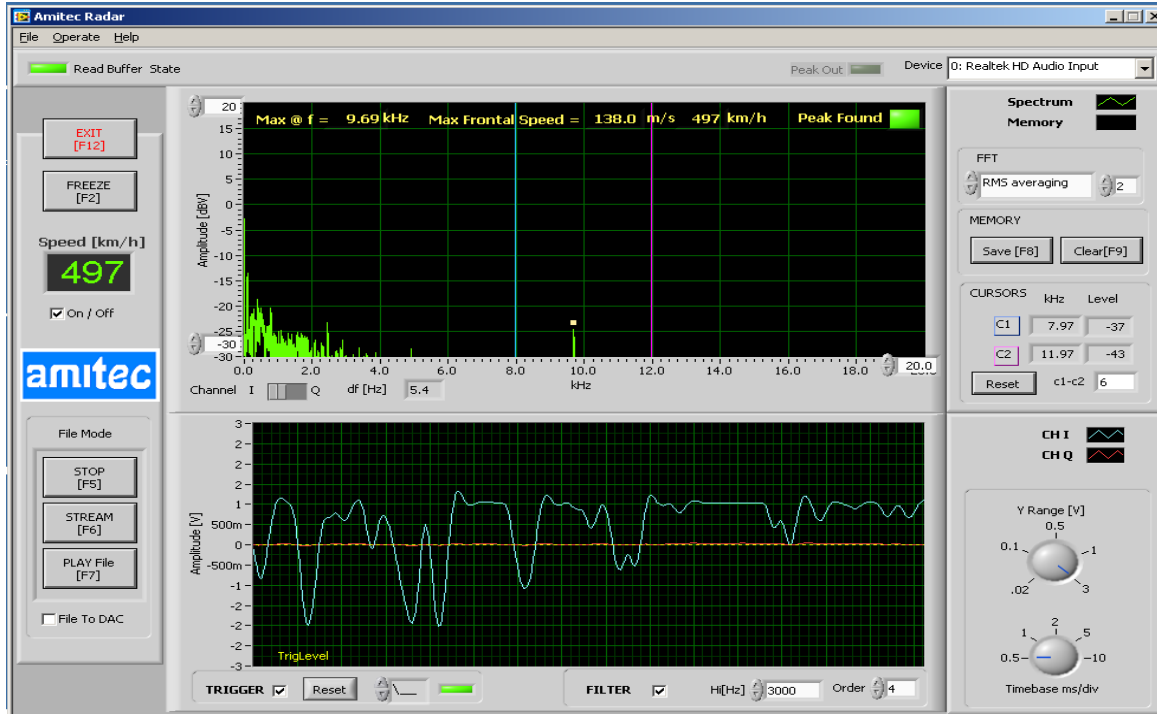 Amitec Radar
File Operate Help
Read Buffer State
Peak Out
Device 0: Realtek HD Audio Input
EXIT
[F12]
FREEZE
[F2]
Speed [km/h]
497
On / Off
amitec
File Mode
STOP
[F5]
STREAM
[F6]
PLAY File
[F7]
File To DAC
Max @ f = 9.69 kHz Max Frontal Speed = 138.0 m/s 497 km/h Peak Found
Amplitude [dBV]
20
15
10
5
0
-5
-10
-15
-20
-25
-30
-30
0.0 2.0 4.0 6.0 8.0 10.0 12.0 14.0 16.0 18.0 20.0
kHz
Channel I Q df [Hz] 5.4
Spectrum
Memory
FFT
RMS averaging 2
MEMORY
Save [F8] Clear[F9]
CURSORS kHz Level
C1 7.97 -37
C2 11.97 -43
Reset c1-c2 6
Amplitude [V]
3
2
2
1
500m
0
-500m
-1
-2
-2
-3
TrigLevel
TRIGGER Reset FILTER Hi[Hz] 3000 Order 4
CH I
CH Q
Y Range [V]
0.5
0.1 1
.02 3
2
1 5
0.5 10
Timebase ms/div